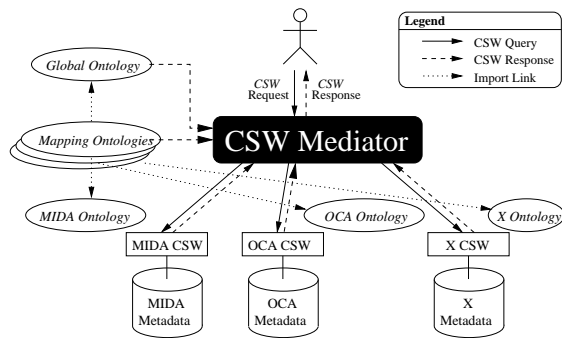 Legend
CSW Query
CSW Response
Import Link
Global Ontology
CSW
Request
CSW
Response
CSW Mediator
Mapping Ontologies
MIDA Ontology
OCA Ontology
X Ontology
MIDA CSW
OCA CSW
X CSW
MIDA
Metadata
OCA
Metadata
X
Metadata